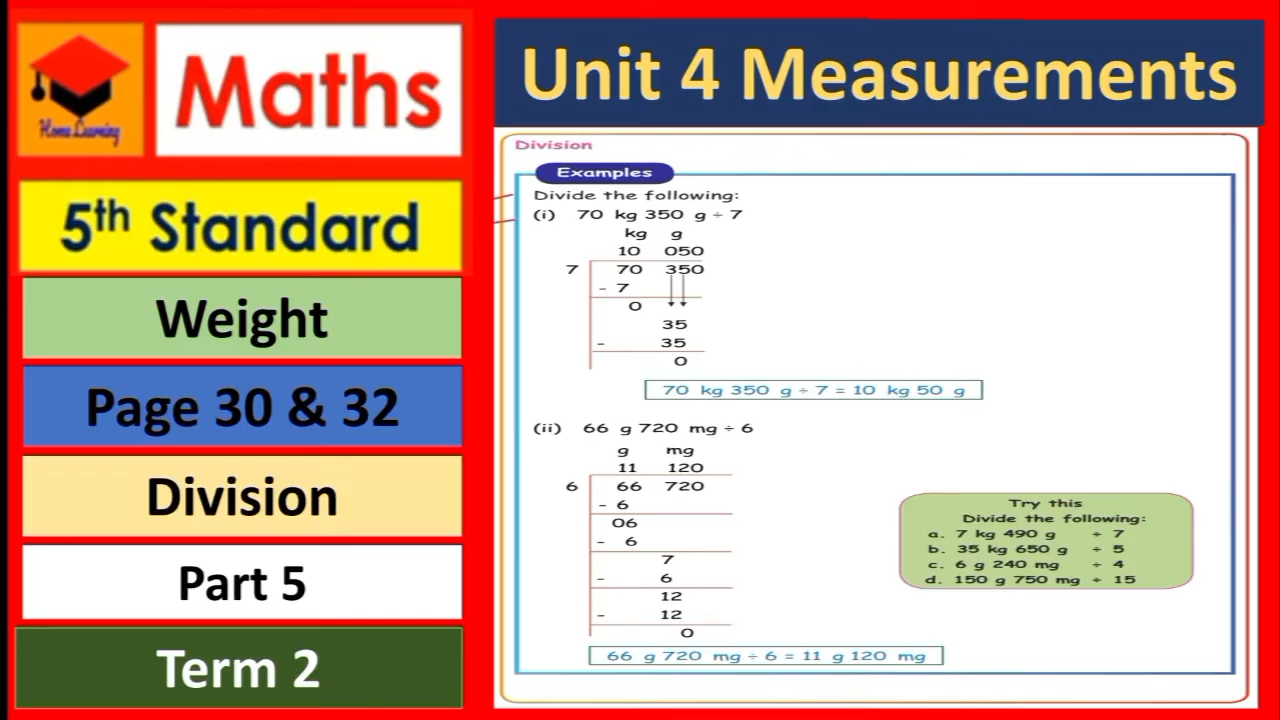 Home Learning
Maths
5th Standard
Weight
Page 30 & 32
Division
Part 5
Term 2
Unit 4 Measurements
Division
Examples
Divide the following:
(i) 70 kg 350 g ÷ 7
kg g
10 050
7 70 350
- 7
0
35
- 35
0
70 kg 350 g ÷ 7 = 10 kg 50 g
(ii) 66 g 720 mg ÷ 6
g mg
11 120
6 66 720
- 6
06
- 6
7
- 6
12
- 12
0
66 g 720 mg ÷ 6 = 11 g 120 mg
Try this
Divide the following:
a. 7 kg 490 g ÷ 7
b. 35 kg 650 g ÷ 5
c. 6 g 240 mg ÷ 4
d. 150 g 750 mg ÷ 15